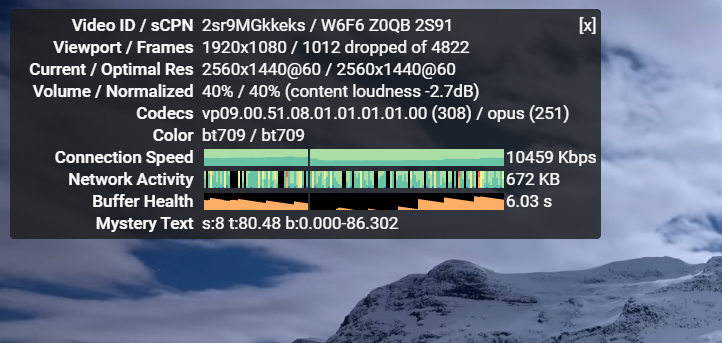 Video ID / sCPN 2sr9MGkkeks / W6F6 Z0QB 2S91 [x]
Viewport / Frames 1920x1080 / 1012 dropped of 4822
Current / Optimal Res 2560x1440@60 / 2560x1440@60
Volume / Normalized 40% / 40% (content loudness -2.7dB)
Codecs vp09.00.51.08.01.01.01.01.00 (308) / opus (251)
Color bt709 / bt709
Connection Speed 10459 Kbps
Network Activity 672 KB
Buffer Health 6.03 s
Mystery Text s:8 t:80.48 b:0.000-86.302